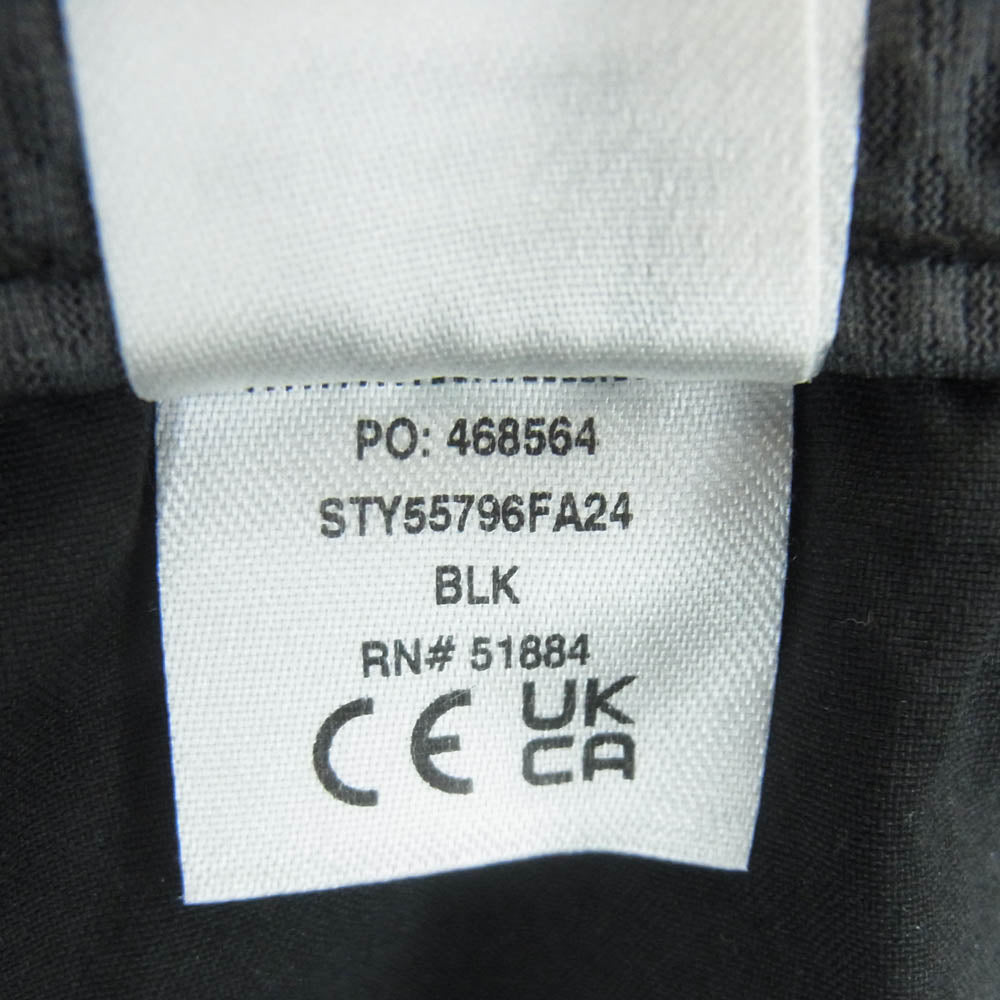 PO: 468564
STY55796FA24
BLK
RN# 51884
CE UK
CA